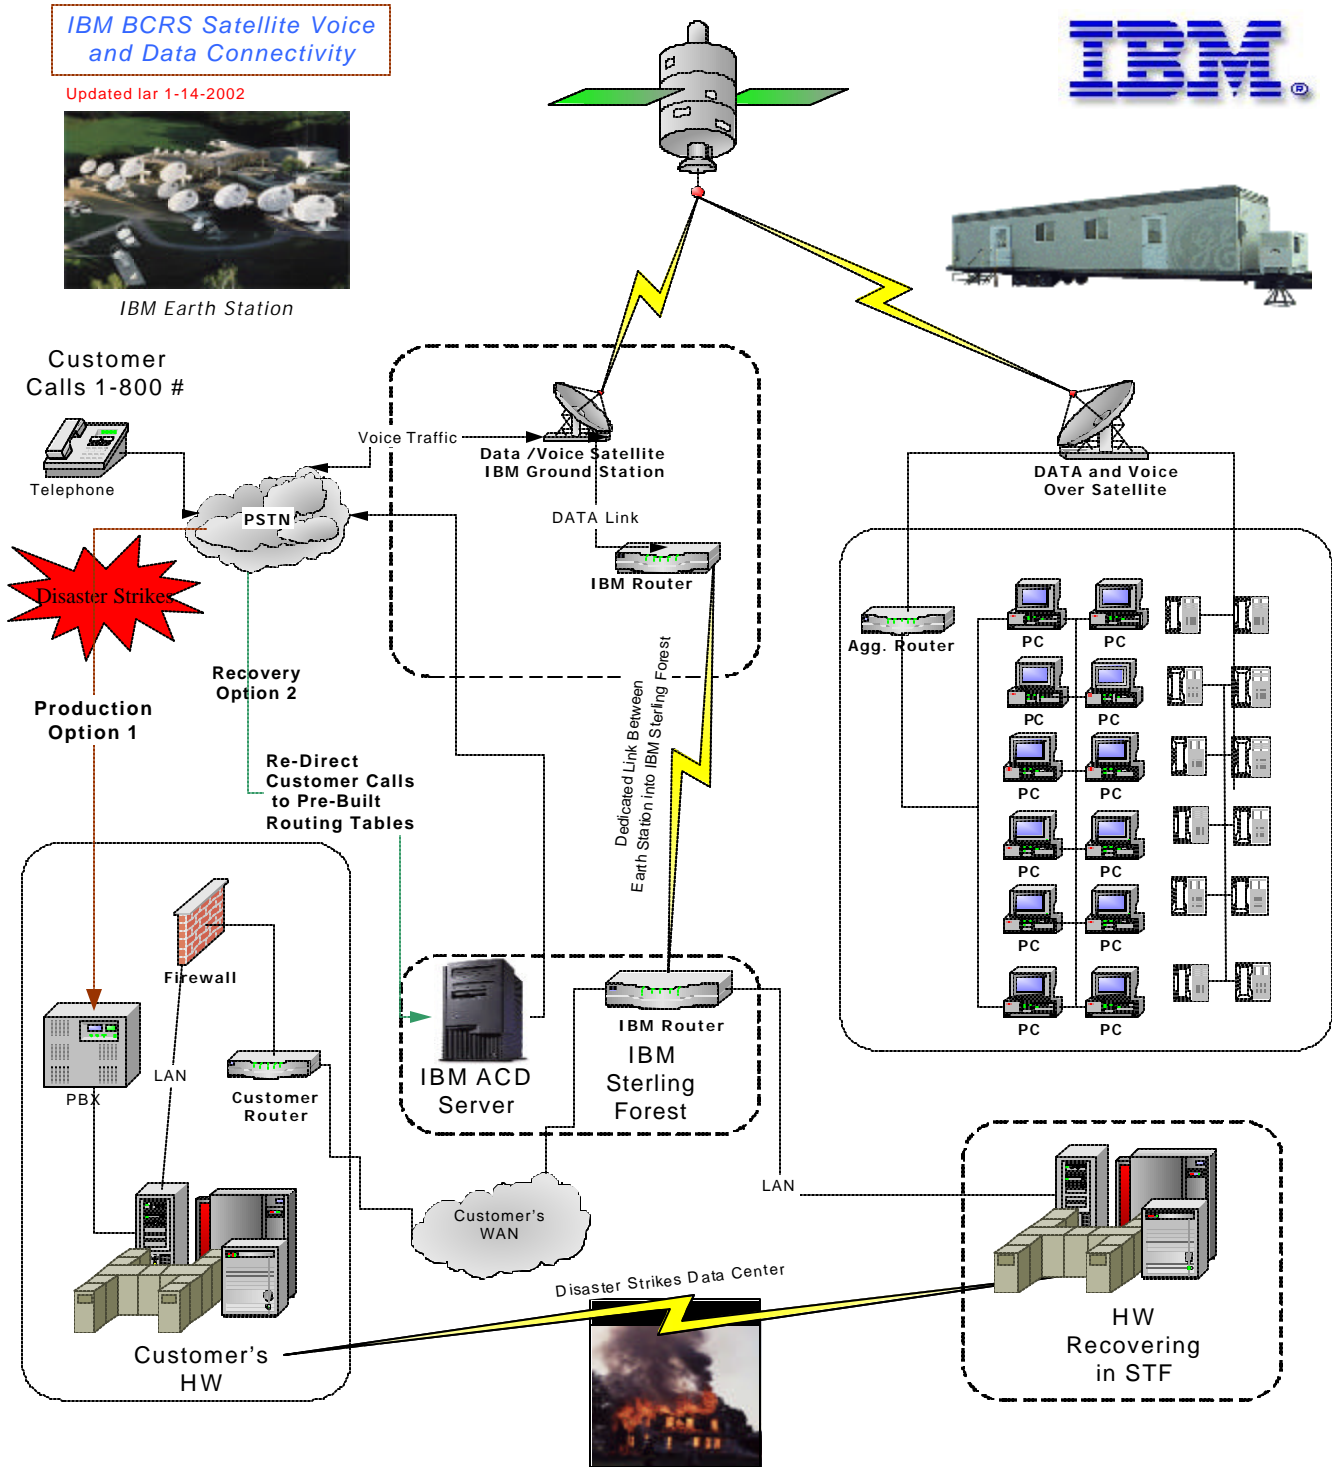 IBM BCRS Satellite Voice
and Data Connectivity
Updated lar 1-14-2002
IBM
®
IBM Earth Station
Customer
Calls 1-800 #
Telephone
Voice Traffic
PSTN
Data /Voice Satellite
IBM Ground Station
DATA Link
IBM Router
DATA and Voice
Over Satellite
Disaster Strikes
Recovery
Option 2
Production
Option 1
Re-Direct
Customer Calls
to Pre-Built
Routing Tables
Dedicated Link Between
Earth Station into IBM Sterling Forest
Agg. Router
PC
PC
PC
PC
PC
PC
PC
PC
PC
PC
PC
PC
Firewall
LAN
PBX
Customer
Router
IBM ACD
Server
IBM Router
IBM
Sterling
Forest
Customer's
WAN
LAN
Disaster Strikes Data Center
Customer's
HW
HW
Recovering
in STF